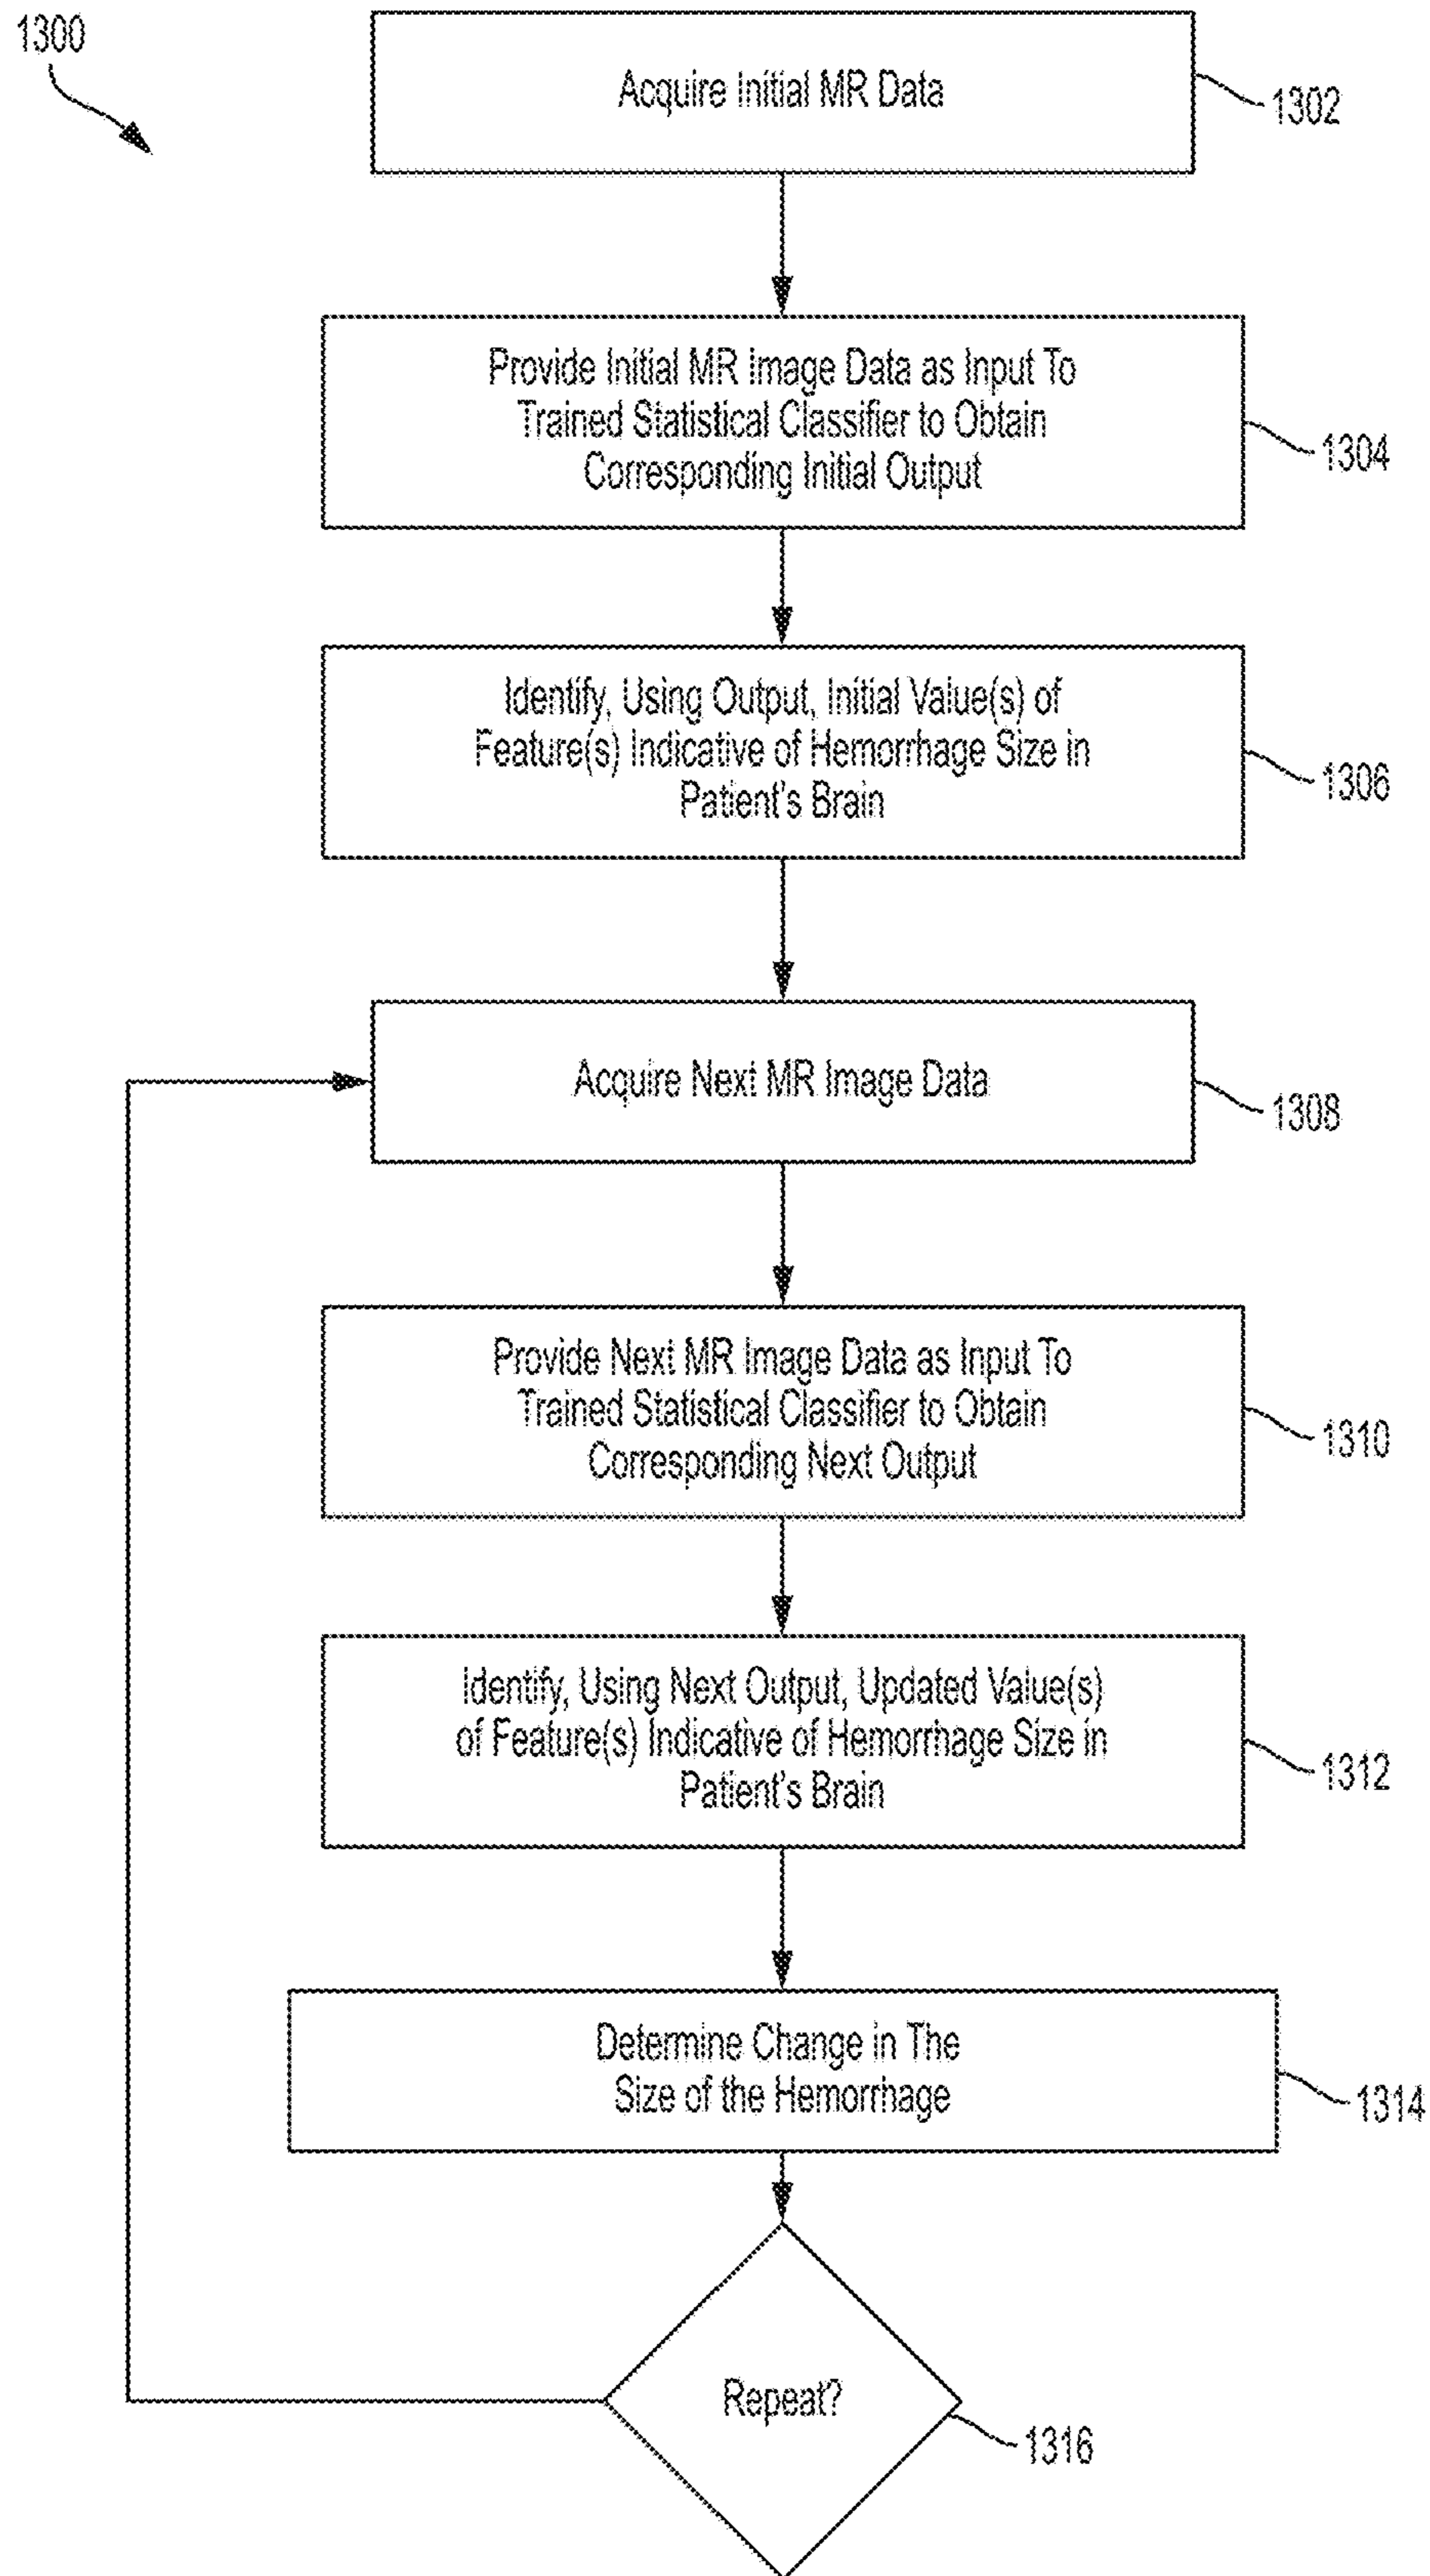 1300
Acquire Initial MR Data
1302
Provide Initial MR Image Data as Input To
Trained Statistical Classifier to Obtain
Corresponding Initial Output
1304
Identify, Using Output, Initial Value(s) of
Feature(s) Indicative of Hemorrhage Size in
Patient's Brain
1306
Acquire Next MR Image Data
1308
Provide Next MR Image Data as Input To
Trained Statistical Classifier to Obtain
Corresponding Next Output
1310
Identify, Using Next Output, Updated Value(s)
of Feature(s) Indicative of Hemorrhage Size in
Patient's Brain
1312
Determine Change in The
Size of the Hemorrhage
1314
Repeat?
1316